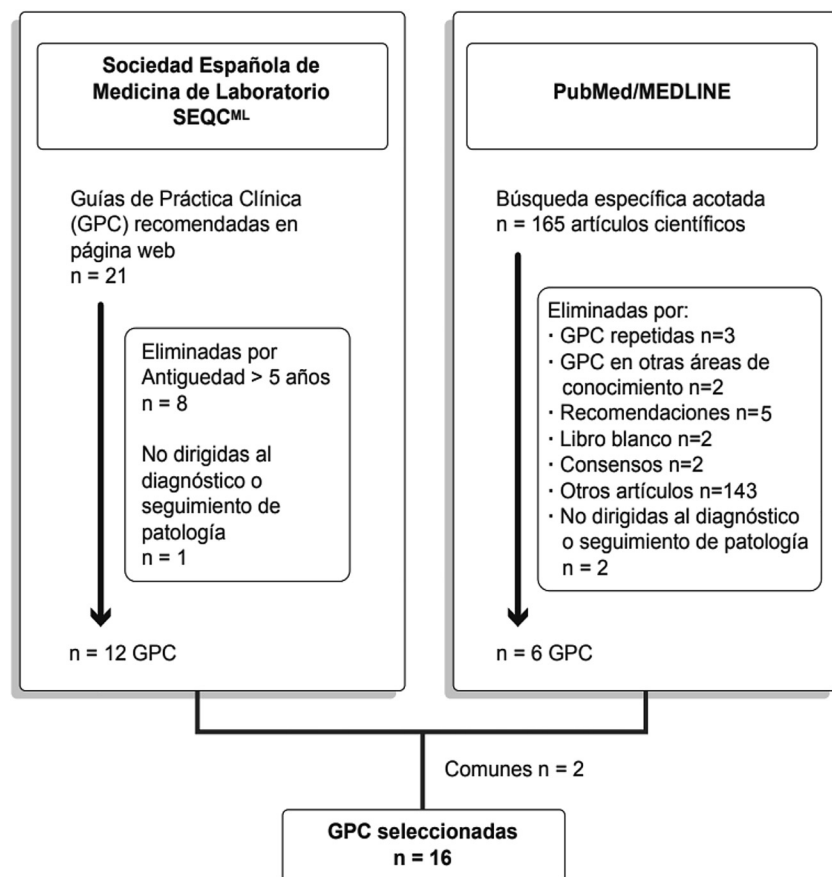 Sociedad Española de
Medicina de Laboratorio
SEQCᴹᴸ
Guías de Práctica Clínica
(GPC) recomendadas en
página web
n = 21
Eliminadas por
Antiguedad > 5 años
n = 8
No dirigidas al
diagnóstico o
seguimiento de
patología
n = 1
n = 12 GPC
PubMed/MEDLINE
Búsqueda específica acotada
n = 165 artículos científicos
Eliminadas por:
· GPC repetidas n=3
· GPC en otras áreas de
conocimiento n=2
· Recomendaciones n=5
· Libro blanco n=2
· Consensos n=2
· Otros artículos n=143
· No dirigidas al diagnóstico
o seguimiento de patología
n = 2
n = 6 GPC
Comunes n = 2
GPC seleccionadas
n = 16